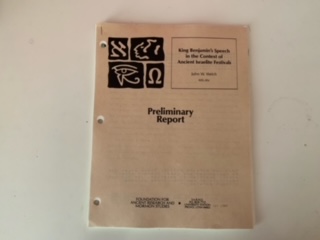 King Benjamin's Speech
in the Context of
Ancient Israelite Festivals
John W. Welch
Preliminary
Report
FOUNDATION FOR
ANCIENT RESEARCH AND
MORMON STUDIES